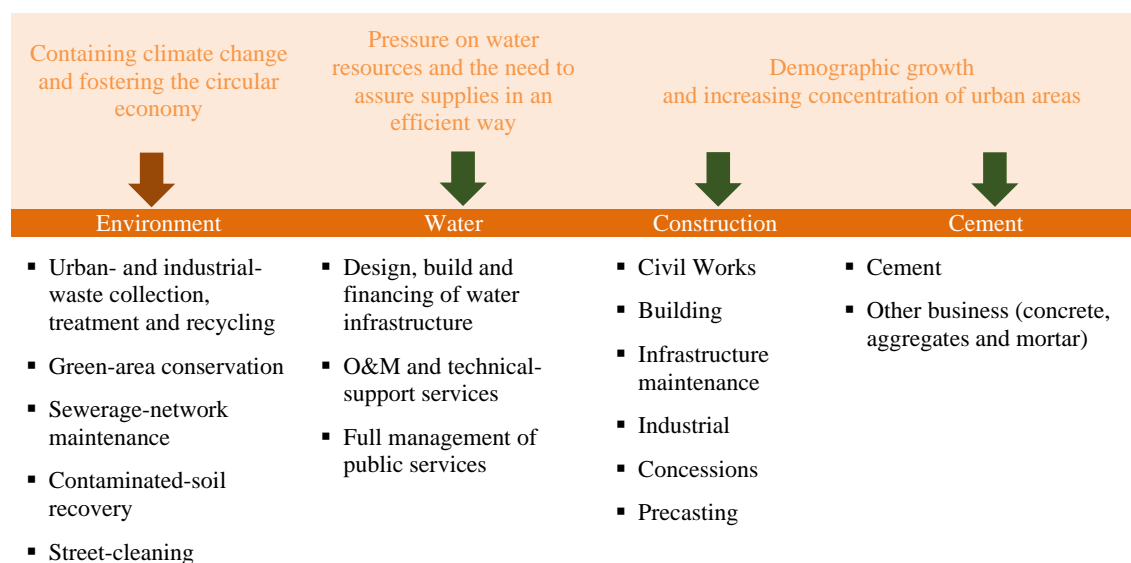 Containing climate change
and fostering the circular
economy
Pressure on water
resources and the need to
assure supplies in an
efficient way
Demographic growth
and increasing concentration of urban areas
Environment
Water
Construction
Cement
▪ Urban- and industrial-
waste collection,
treatment and recycling
▪ Green-area conservation
▪ Sewerage-network
maintenance
▪ Contaminated-soil
recovery
▪ Street-cleaning
▪ Design, build and
financing of water
infrastructure
▪ O&M and technical-
support services
▪ Full management of
public services
▪ Civil Works
▪ Building
▪ Infrastructure
maintenance
▪ Industrial
▪ Concessions
▪ Precasting
▪ Cement
▪ Other business (concrete,
aggregates and mortar)